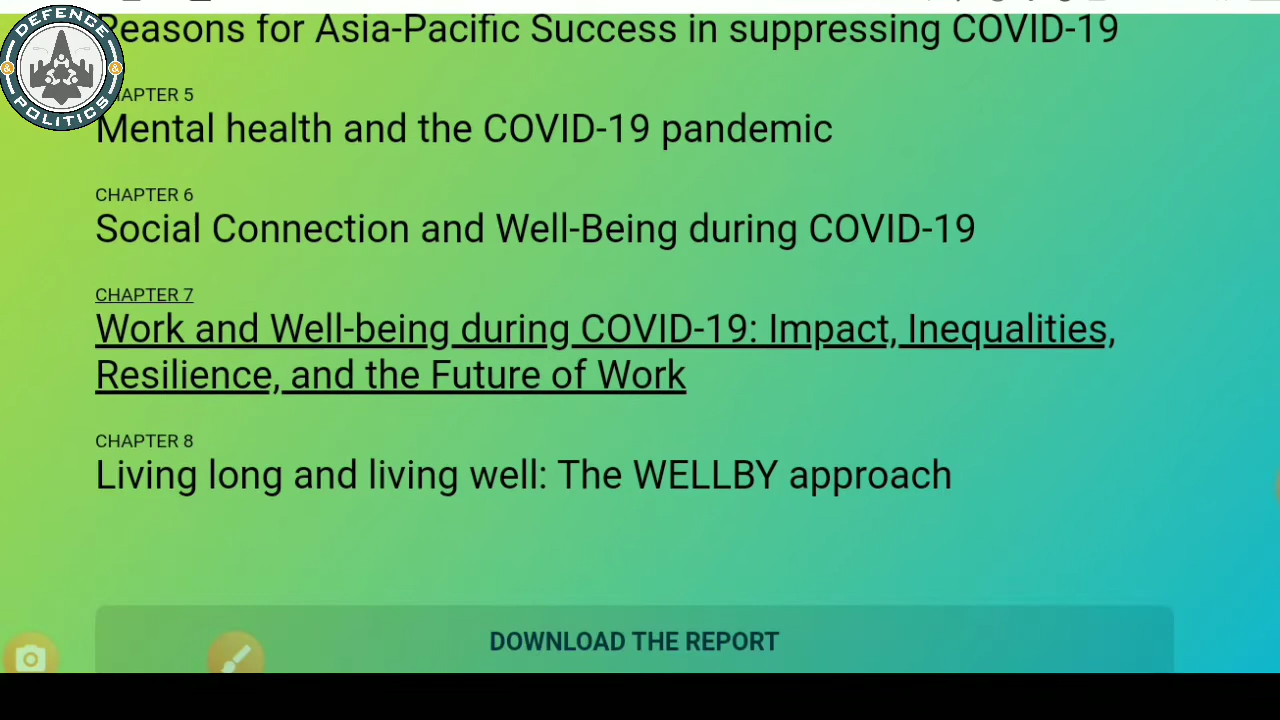 DEFENCE
&
&
POLITICS
Reasons for Asia-Pacific Success in suppressing COVID-19
CHAPTER 5
Mental health and the COVID-19 pandemic
CHAPTER 6
Social Connection and Well-Being during COVID-19
CHAPTER 7
Work and Well-being during COVID-19: Impact, Inequalities,
Resilience, and the Future of Work
CHAPTER 8
Living long and living well: The WELLBY approach
DOWNLOAD THE REPORT